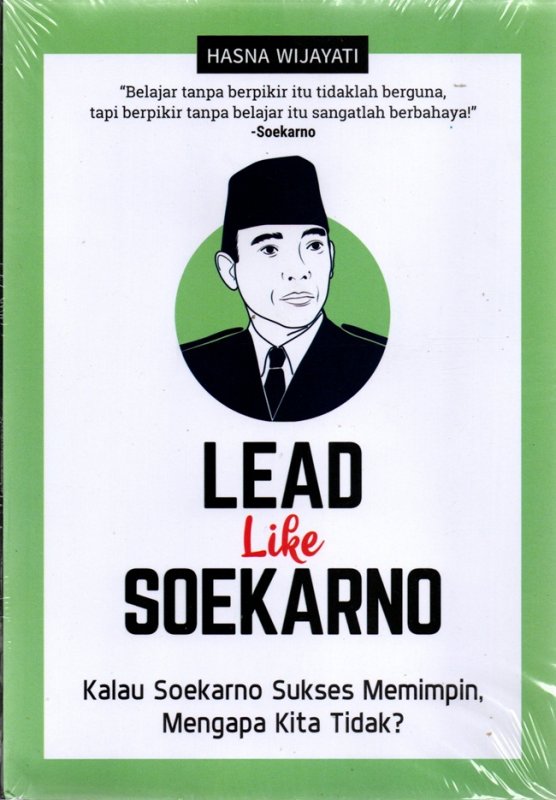 HASNA WIJAYATI
“Belajar tanpa berpikir itu tidaklah berguna,
tapi berpikir tanpa belajar itu sangatlah berbahaya!”
-Soekarno
LEAD
Like
SOEKARNO
Kalau Soekarno Sukses Memimpin,
Mengapa Kita Tidak?